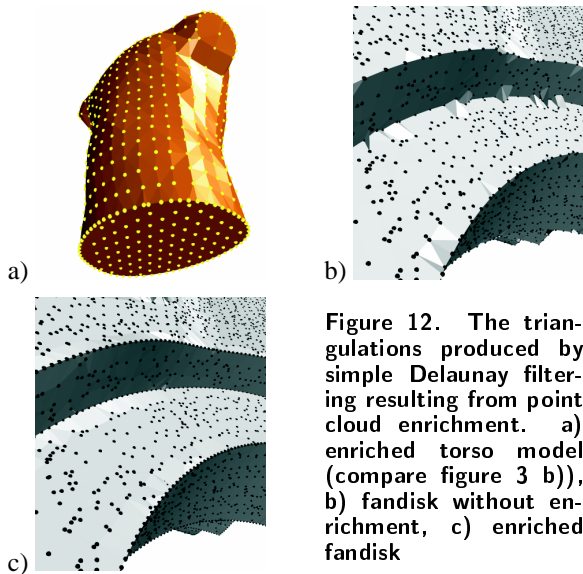 a)
b)
c)
Figure 12. The trian-
gulations produced by
simple Delaunay filter-
ing resulting from point
cloud enrichment. a)
enriched torso model
(compare figure 3 b)),
b) fandisk without en-
richment, c) enriched
fandisk